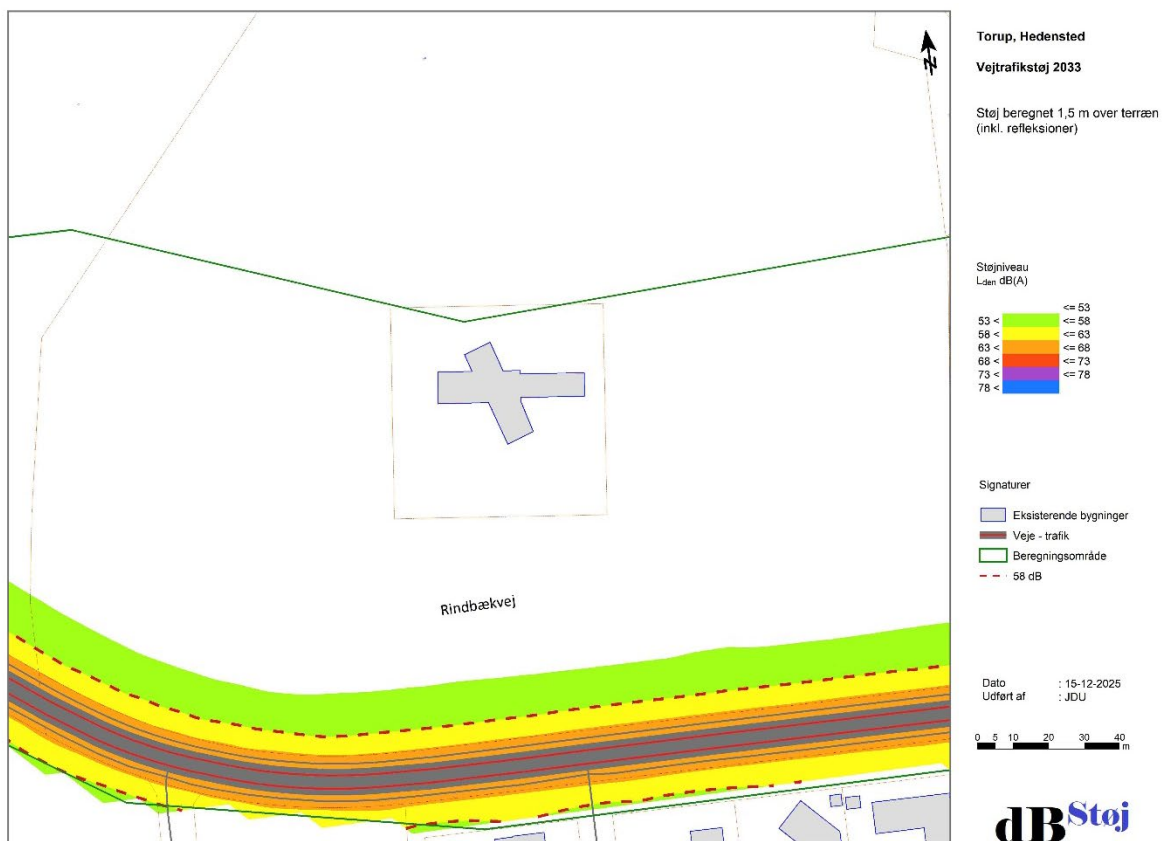 Torup, Hedensted
Vejtrafikstøj 2033
Støj beregnet 1,5 m over terræn
(inkl. refleksioner)
N
Støjniveau
Lden dB(A)
<= 53
53 < <= 58
58 < <= 63
63 < <= 68
68 < <= 73
73 < <= 78
78 <
Signaturer
Eksisterende bygninger
Veje - trafik
Beregningsområde
58 dB
Rindbækvej
Dato : 15-12-2025
Udført af : JDU
0 5 10 20 30 40
m
dB Støj